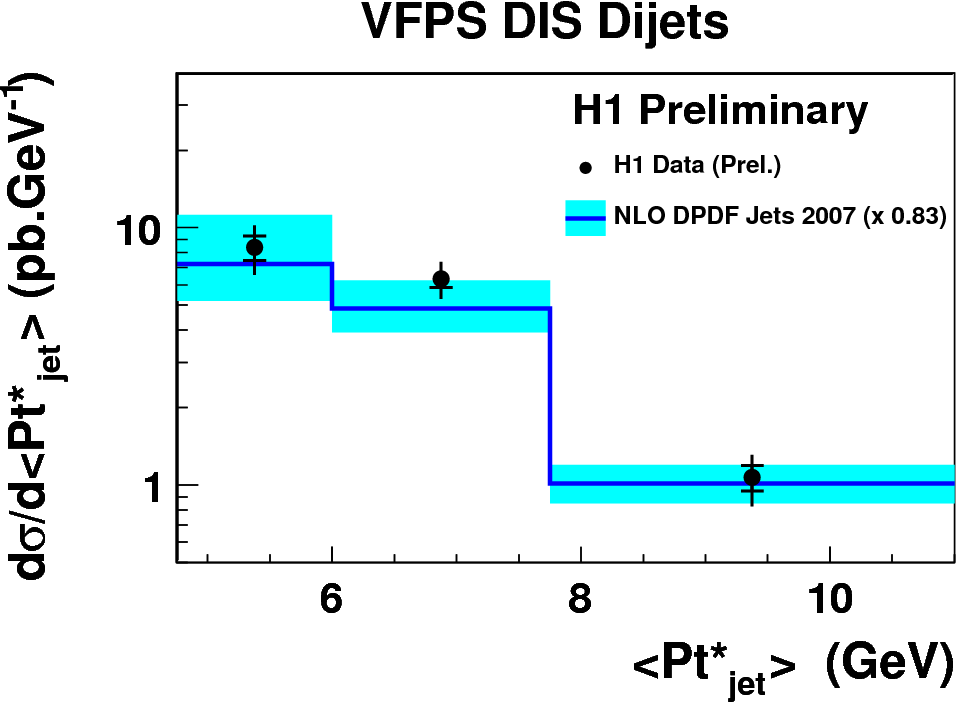 VFPS DIS Dijets
dσ/d<Pt*jet> (pb.GeV-1)
H1 Preliminary
H1 Data (Prel.)
NLO DPDF Jets 2007 (x 0.83)
10
1
6 8 10
<Pt*jet> (GeV)